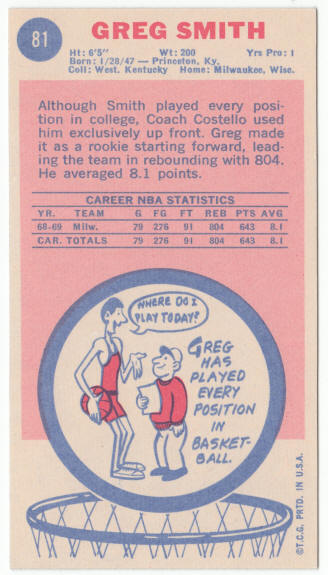 81
GREG SMITH
Ht: 6'5" Wt: 200 Yrs Pro: 1
Born: 1/28/47 — Princeton, Ky.
Coll: West. Kentucky Home: Milwaukee, Wisc.
Although Smith played every posi-
tion in college, Coach Costello used
him exclusively up front. Greg made
it as a rookie starting forward, lead-
ing the team in rebounding with 804.
He averaged 8.1 points.
CAREER NBA STATISTICS
YR. TEAM G FG FT REB PTS AVG
68-69 Milw. 79 276 91 804 643 8.1
CAR. TOTALS 79 276 91 804 643 8.1
WHERE DO I
PLAY TODAY?
GREG
HAS
PLAYED
EVERY
POSITION
IN
BASKET-
BALL.
©T.C.G. PRTD. IN U.S.A.